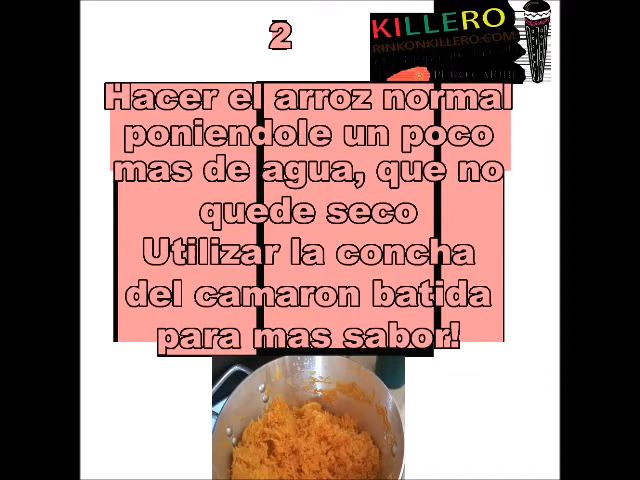 2
KILLERO
RINKONKILLERO.COM
Hacer el arroz normal
poniendole un poco
mas de agua, que no
quede seco
Utilizar la concha
del camaron batida
para mas sabor!